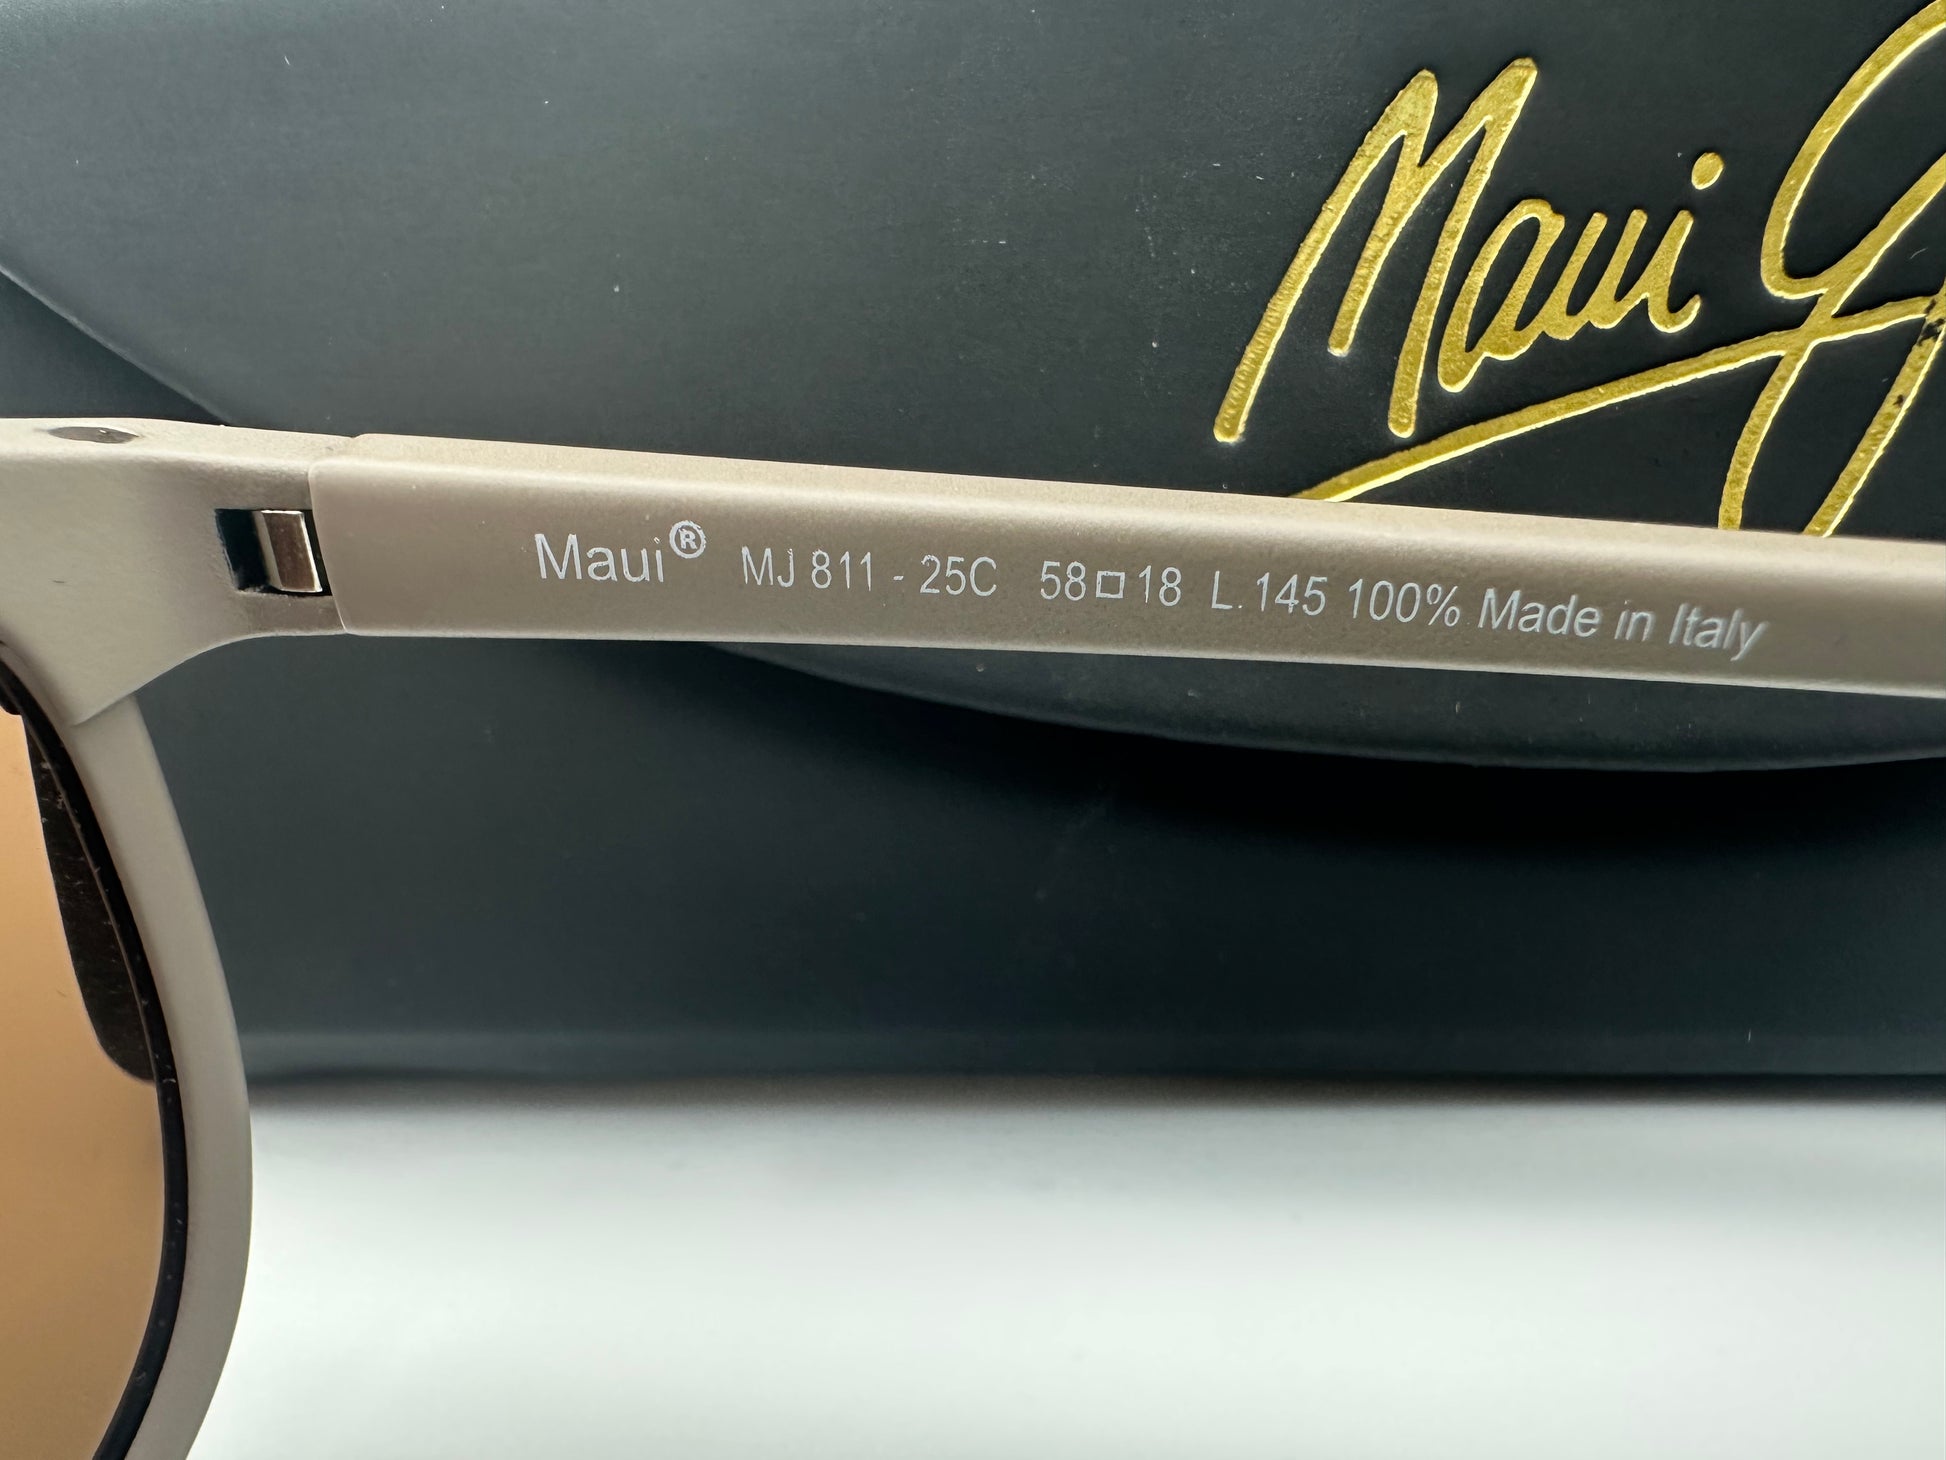 Maui J
Maui® MJ 811 - 25C 58□18 L. 145 100% Made in Italy